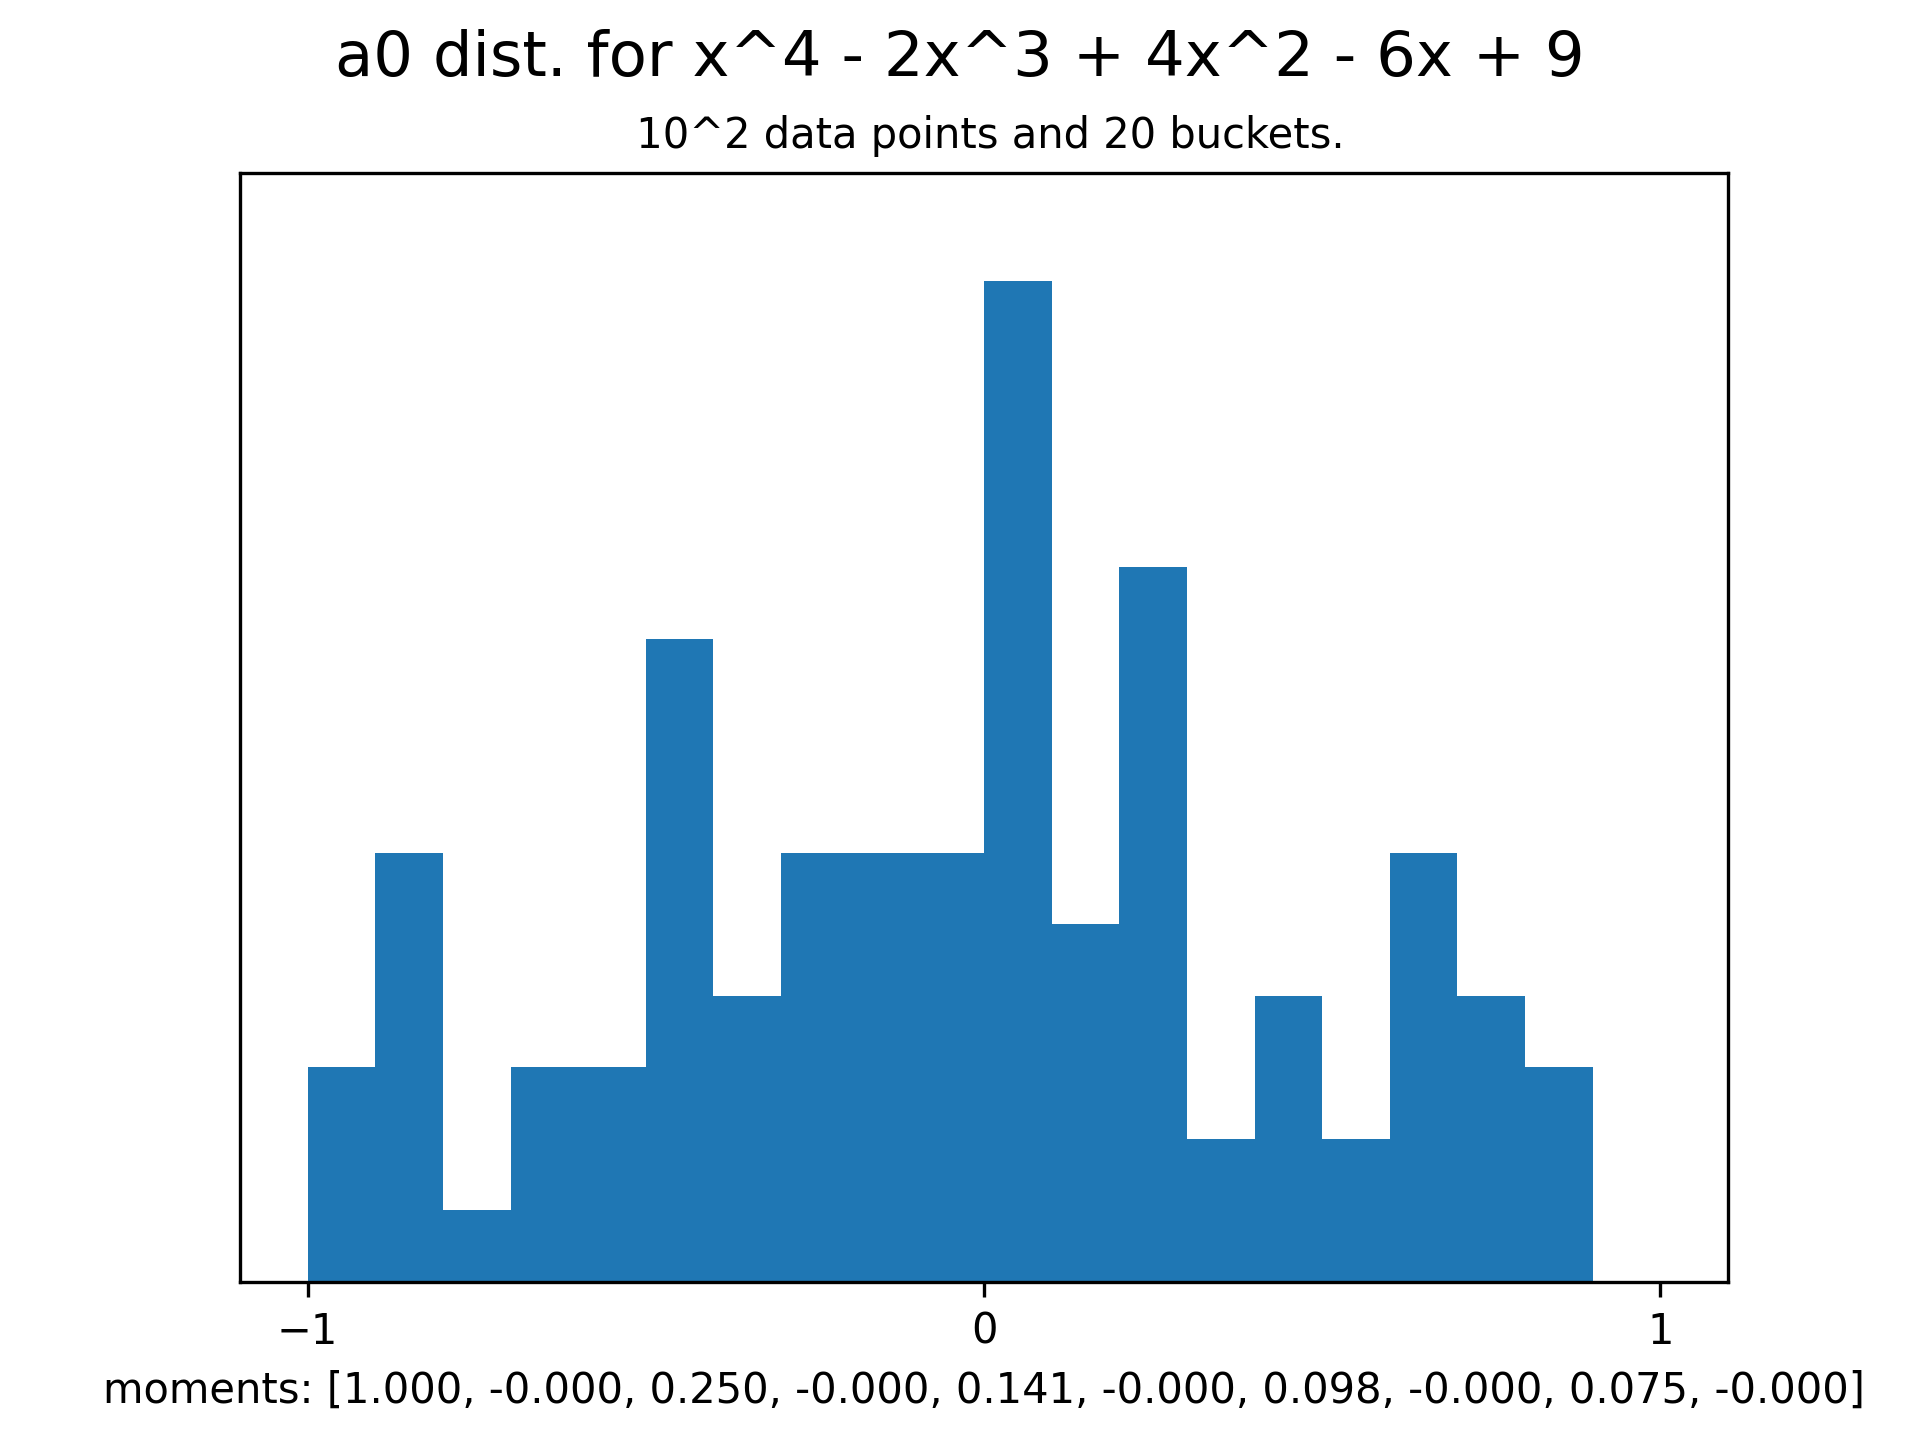 a0 dist. for x^4 - 2x^3 + 4x^2 - 6x + 9
10^2 data points and 20 buckets.
−1 0 1
moments: [1.000, -0.000, 0.250, -0.000, 0.141, -0.000, 0.098, -0.000, 0.075, -0.000]